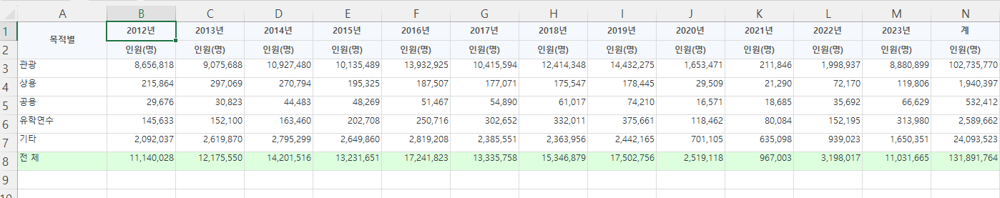 A B C D E F G H I J K L M N
1 목적별 2012년 2013년 2014년 2015년 2016년 2017년 2018년 2019년 2020년 2021년 2022년 2023년 계
2 인원(명) 인원(명) 인원(명) 인원(명) 인원(명) 인원(명) 인원(명) 인원(명) 인원(명) 인원(명) 인원(명) 인원(명) 인원(명)
3 관광 8,656,818 9,075,688 10,927,480 10,135,489 13,932,925 10,415,594 12,414,348 14,432,275 1,653,471 211,846 1,998,937 8,880,899 102,735,770
4 상용 215,864 297,069 270,794 195,325 187,507 177,071 175,547 178,445 29,509 21,290 72,170 119,806 1,940,397
5 공용 29,676 30,823 44,483 48,269 51,467 54,890 61,017 74,210 16,571 18,685 35,692 66,629 532,412
6 유학연수 145,633 152,100 163,460 202,708 250,716 302,652 332,011 375,661 118,462 80,084 152,195 313,980 2,589,662
7 기타 2,092,037 2,619,870 2,795,299 2,649,860 2,819,208 2,385,551 2,363,956 2,442,165 701,105 635,098 939,023 1,650,351 24,093,523
8 전 체 11,140,028 12,175,550 14,201,516 13,231,651 17,241,823 13,335,758 15,346,879 17,502,756 2,519,118 967,003 3,198,017 11,031,665 131,891,764
9
10